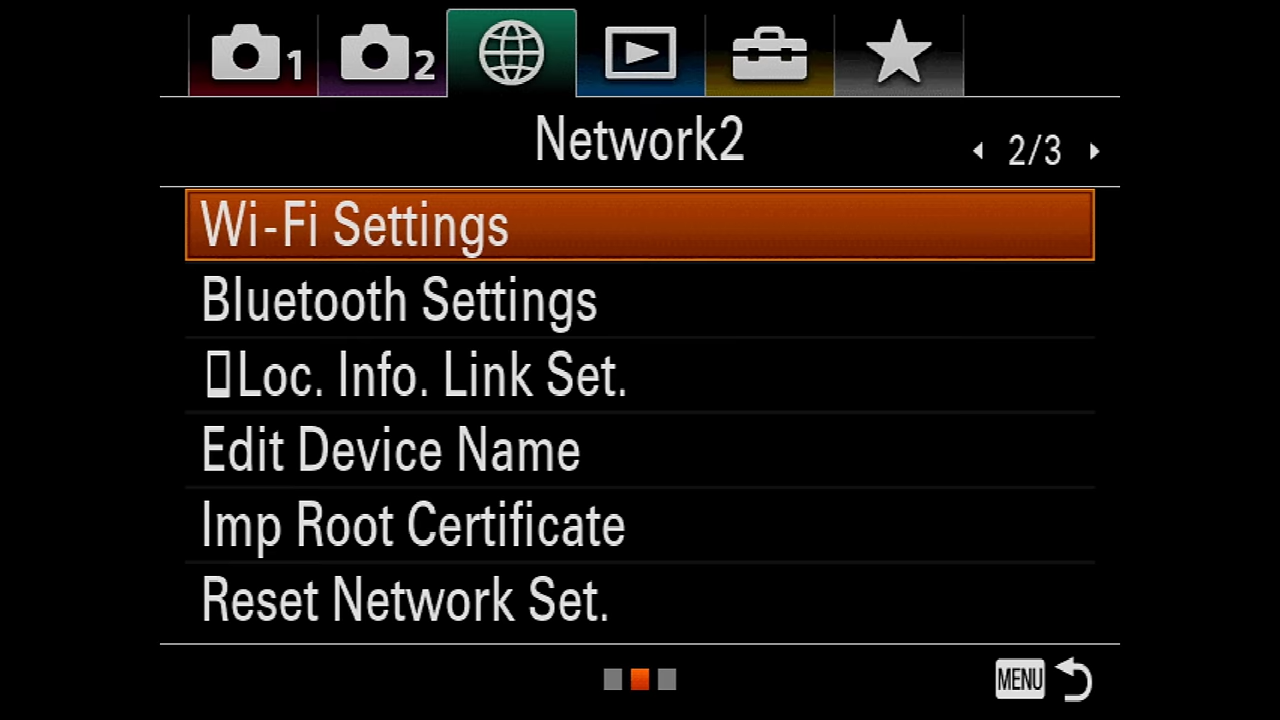 1 2
Network2
2/3
Wi-Fi Settings
Bluetooth Settings
Loc. Info. Link Set.
Edit Device Name
Imp Root Certificate
Reset Network Set.
MENU